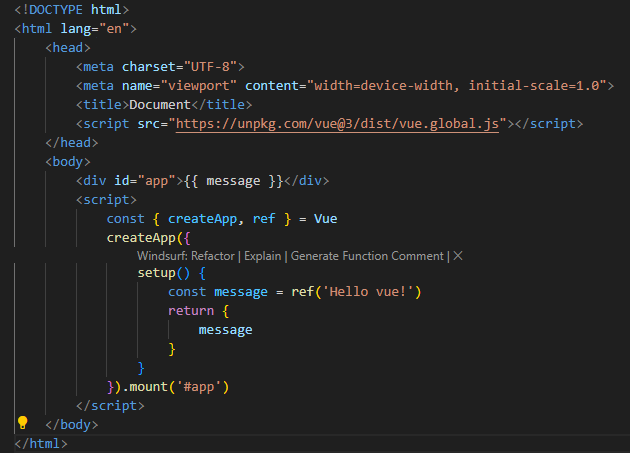 <!DOCTYPE html>
<html lang="en">
    <head>
        <meta charset="UTF-8">
        <meta name="viewport" content="width=device-width, initial-scale=1.0">
        <title>Document</title>
        <script src="https://unpkg.com/vue@3/dist/vue.global.js"></script>
    </head>
    <body>
        <div id="app">{{ message }}</div>
        <script>
            const { createApp, ref } = Vue
            createApp({
                Windsurf: Refactor | Explain | Generate Function Comment | ✕
                setup() {
                    const message = ref('Hello vue!')
                    return {
                        message
                    }
                }
            }).mount('#app')
        </script>
    </body>
</html>